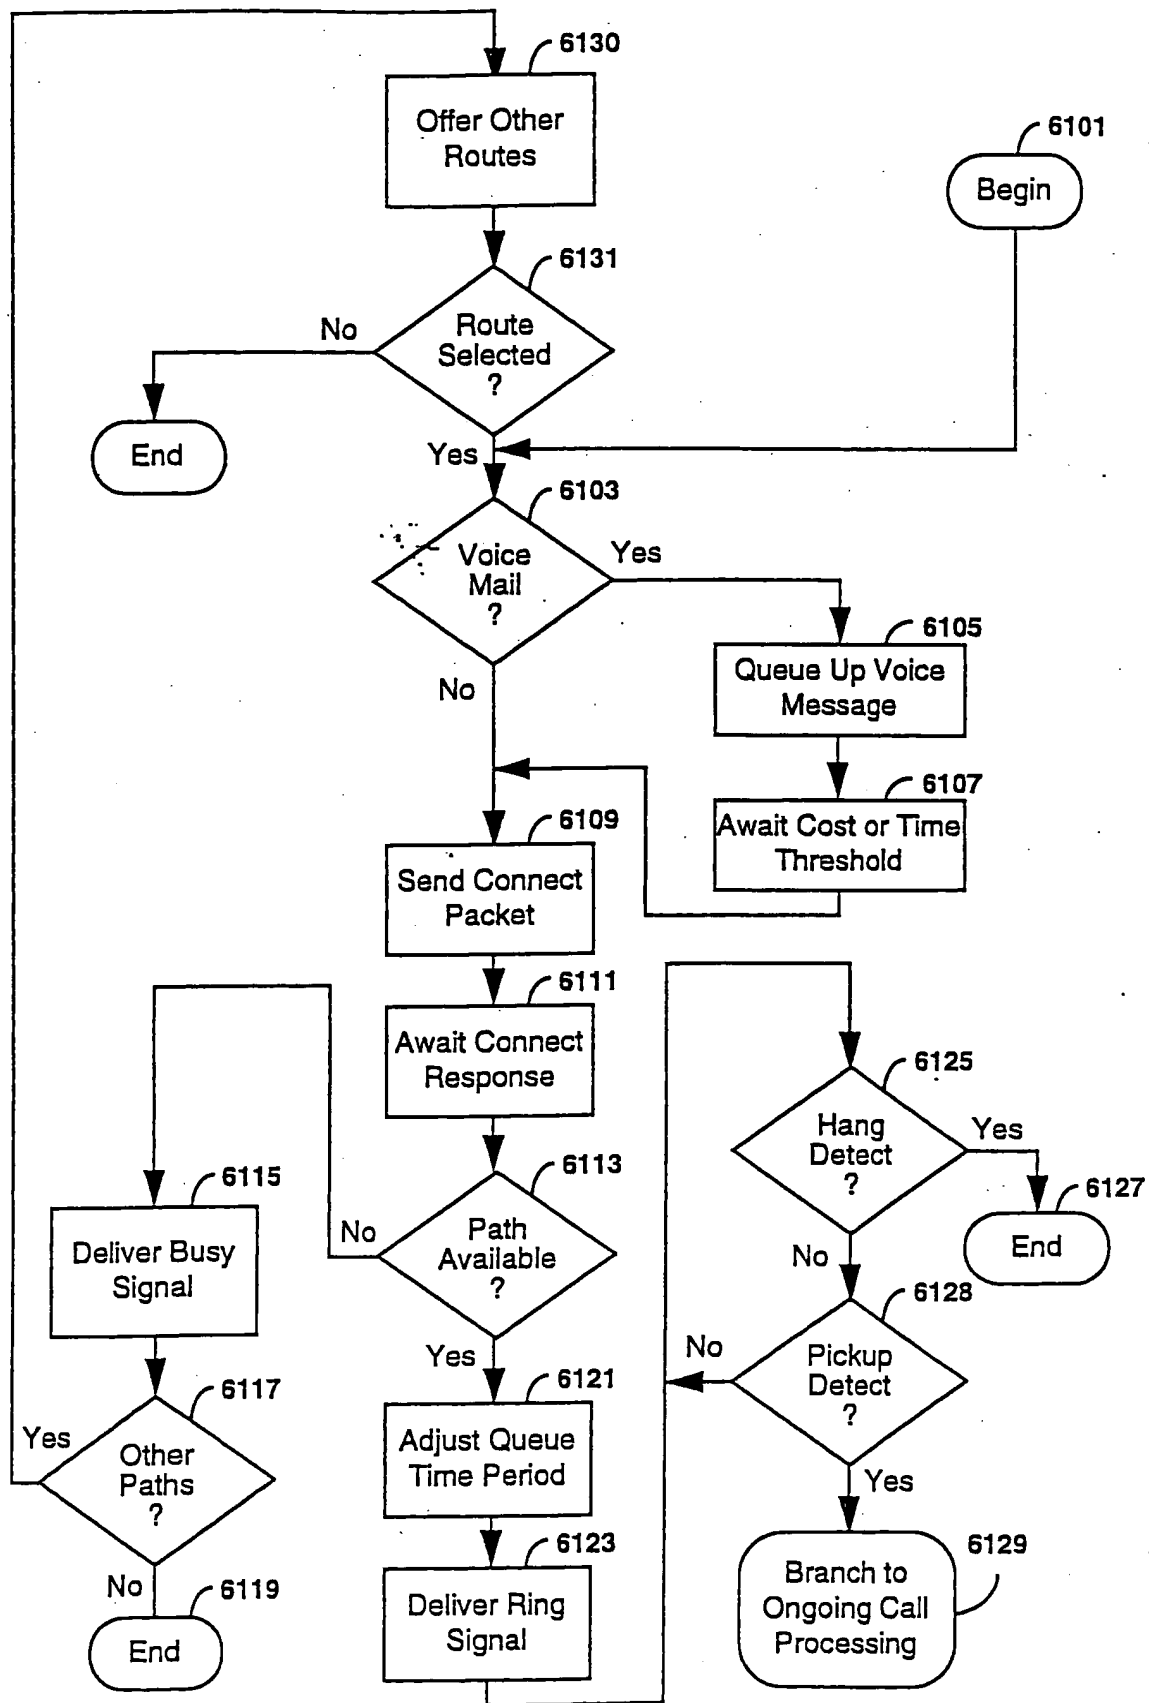 6130
Offer Other
Routes
6101
Begin
6131
Route
Selected
?
No
End
Yes
6103
Voice
Mail
?
Yes
No
6105
Queue Up Voice
Message
6107
Await Cost or Time
Threshold
6109
Send Connect
Packet
6111
Await Connect
Response
6113
Path
Available
?
No
Yes
6115
Deliver Busy
Signal
6117
Other
Paths
?
Yes
No
6119
End
6121
Adjust Queue
Time Period
6123
Deliver Ring
Signal
6125
Hang
Detect
?
Yes
6127
End
No
6128
Pickup
Detect
?
No
Yes
6129
Branch to
Ongoing Call
Processing